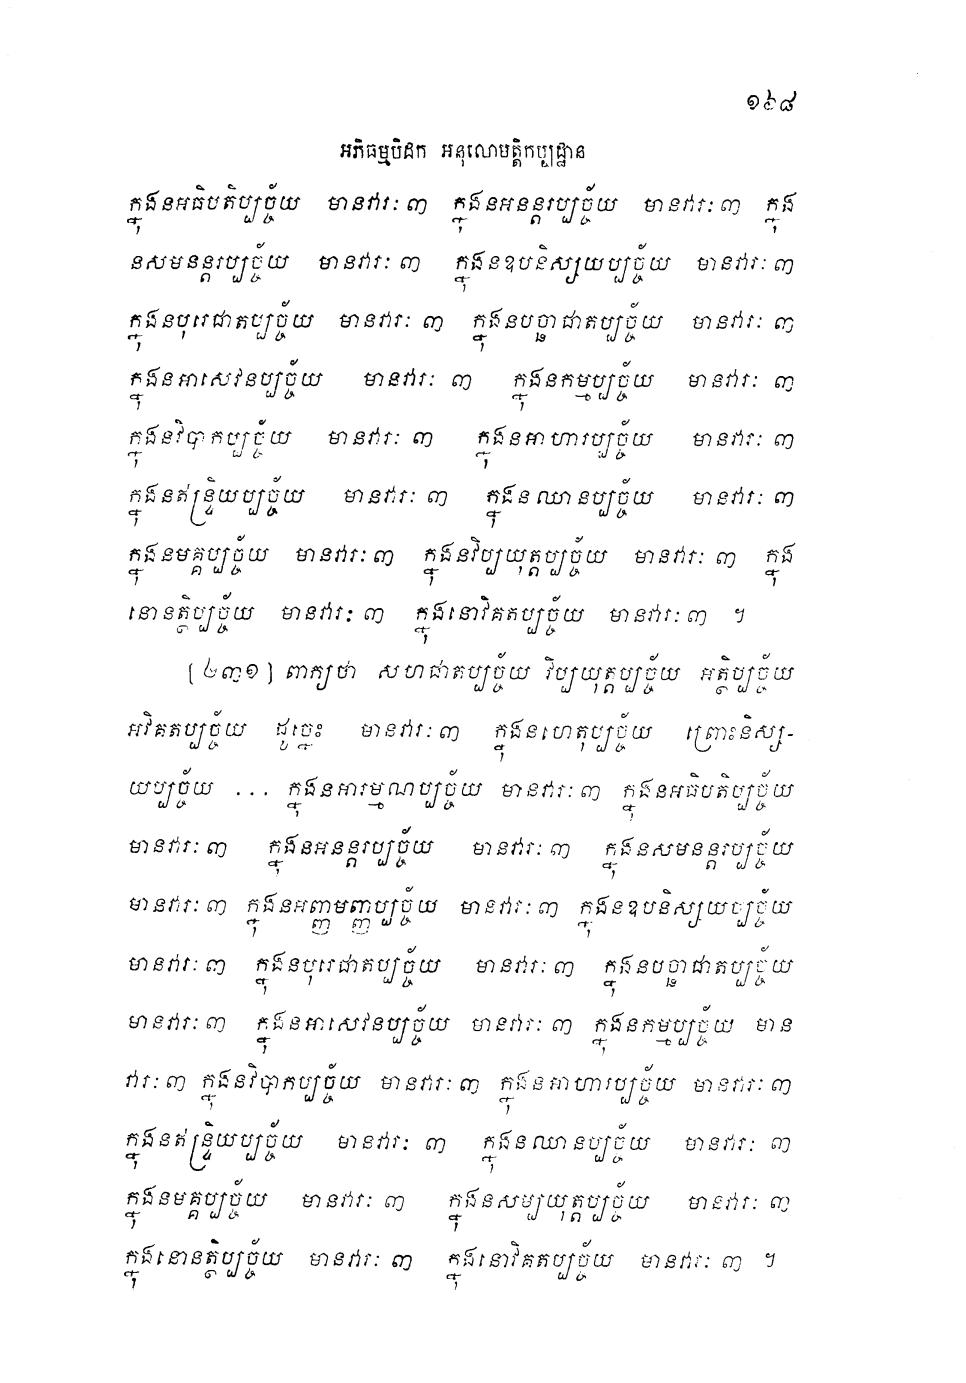 ១៦៨
អភិធម្មបិដក អនុលោមត្តិកប្បដ្ឋាន
ក្នុងនអធិបតិប្បច្ច័យ មានវារៈ ៣ ក្នុងនអនន្តរប្បច្ច័យ មានវារៈ ៣ ក្នុង
នសមនន្តរប្បច្ច័យ មានវារៈ ៣ ក្នុងនឧបនិស្សយប្បច្ច័យ មានវារៈ ៣
ក្នុងនបុរេជាតប្បច្ច័យ មានវារៈ ៣ ក្នុងនបច្ឆាជាតប្បច្ច័យ មានវារៈ ៣
ក្នុងនអាសេវនប្បច្ច័យ មានវារៈ ៣ ក្នុងនកម្មប្បច្ច័យ មានវារៈ ៣
ក្នុងនវិបាកប្បច្ច័យ មានវារៈ ៣ ក្នុងនអាហារប្បច្ច័យ មានវារៈ ៣
ក្នុងនឥន្ទ្រិយប្បច្ច័យ មានវារៈ ៣ ក្នុងនឈានប្បច្ច័យ មានវារៈ ៣
ក្នុងនមគ្គប្បច្ច័យ មានវារៈ ៣ ក្នុងនវិប្បយុត្តប្បច្ច័យ មានវារៈ ៣ ក្នុង
នោនត្ថិប្បច្ច័យ មានវារៈ ៣ ក្នុងនោវិគតប្បច្ច័យ មានវារៈ ៣ ។
[៤៣១] ពាក្យថា សហជាតប្បច្ច័យ វិប្បយុត្តប្បច្ច័យ អត្ថិប្បច្ច័យ
អវិគតប្បច្ច័យ ដូច្នេះ មានវារៈ ៣ ក្នុងនហេតុប្បច្ច័យ ព្រោះនិស្ស-
យប្បច្ច័យ ... ក្នុងនអារម្មណប្បច្ច័យ មានវារៈ ៣ ក្នុងនអធិបតិប្បច្ច័យ
មានវារៈ ៣ ក្នុងនអនន្តរប្បច្ច័យ មានវារៈ ៣ ក្នុងនសមនន្តរប្បច្ច័យ
មានវារៈ ៣ ក្នុងនអញ្ញមញ្ញប្បច្ច័យ មានវារៈ ៣ ក្នុងនឧបនិស្សយប្បច្ច័យ
មានវារៈ ៣ ក្នុងនបុរេជាតប្បច្ច័យ មានវារៈ ៣ ក្នុងនបច្ឆាជាតប្បច្ច័យ
មានវារៈ ៣ ក្នុងនអាសេវនប្បច្ច័យ មានវារៈ ៣ ក្នុងនកម្មប្បច្ច័យ មាន
វារៈ ៣ ក្នុងនវិបាកប្បច្ច័យ មានវារៈ ៣ ក្នុងនអាហារប្បច្ច័យ មានវារៈ ៣
ក្នុងនឥន្ទ្រិយប្បច្ច័យ មានវារៈ ៣ ក្នុងនឈានប្បច្ច័យ មានវារៈ ៣
ក្នុងនមគ្គប្បច្ច័យ មានវារៈ ៣ ក្នុងនសម្បយុត្តប្បច្ច័យ មានវារៈ ៣
ក្នុងនោនត្ថិប្បច្ច័យ មានវារៈ ៣ ក្នុងនោវិគតប្បច្ច័យ មានវារៈ ៣ ។